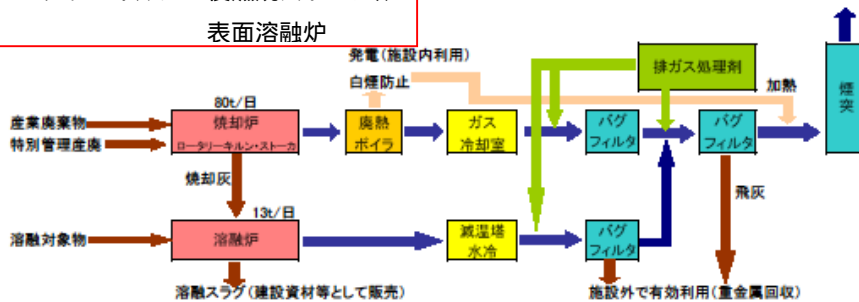 表面溶融炉
発電(施設内利用)
白煙防止
排ガス処理剤
加熱
煙突
80t/日
産業廃棄物
特別管理産廃
焼却炉
ロータリーキルン・ストーカ
廃熱
ボイラ
ガス
冷却室
バグ
フィルタ
バグ
フィルタ
焼却灰
飛灰
13t/日
溶融対象物
溶融炉
減温塔
水冷
バグ
フィルタ
溶融スラグ(建設資材等として販売)
施設外で有効利用(重金属回収)